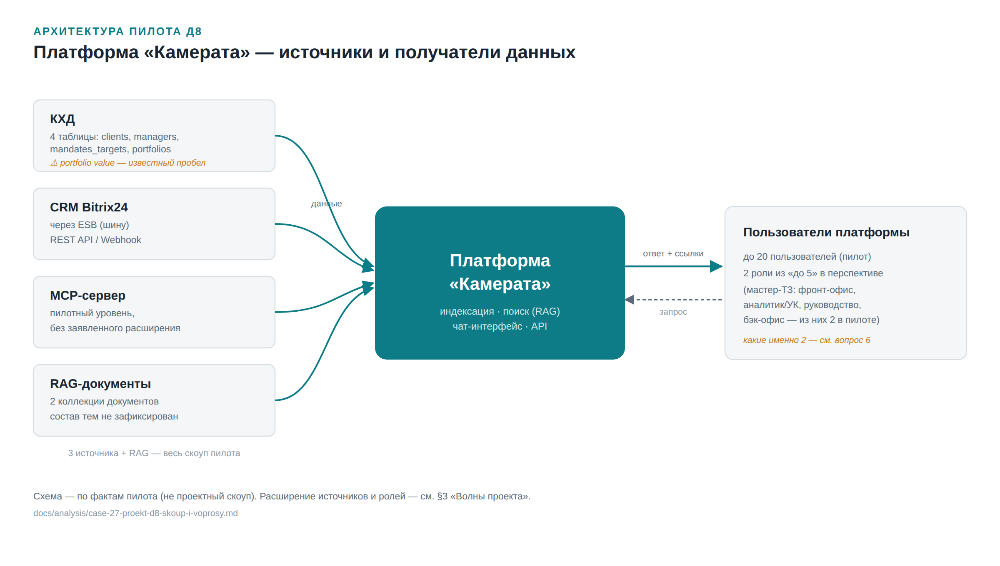 АРХИТЕКТУРА ПИЛОТА Д8
Платформа «Камерата» — источники и получатели данных
КХД
4 таблицы: clients, managers,
mandates_targets, portfolios
⚠ portfolio value — известный пробел
CRM Bitrix24
через ESB (шину)
REST API / Webhook
MCP-сервер
пилотный уровень,
без заявленного расширения
RAG-документы
2 коллекции документов
состав тем не зафиксирован
3 источника + RAG — весь скоуп пилота
данные
Платформа
«Камерата»
индексация · поиск (RAG)
чат-интерфейс · API
ответ + ссылки
запрос
Пользователи платформы
до 20 пользователей (пилот)
2 роли из «до 5» в перспективе
(мастер-ТЗ: фронт-офис,
аналитик/УК, руководство,
бэк-офис — из них 2 в пилоте)
какие именно 2 — см. вопрос 6
Схема — по фактам пилота (не проектный скоуп). Расширение источников и ролей — см. §3 «Волны проекта».
docs/analysis/case-27-proekt-d8-skoup-i-voprosy.md